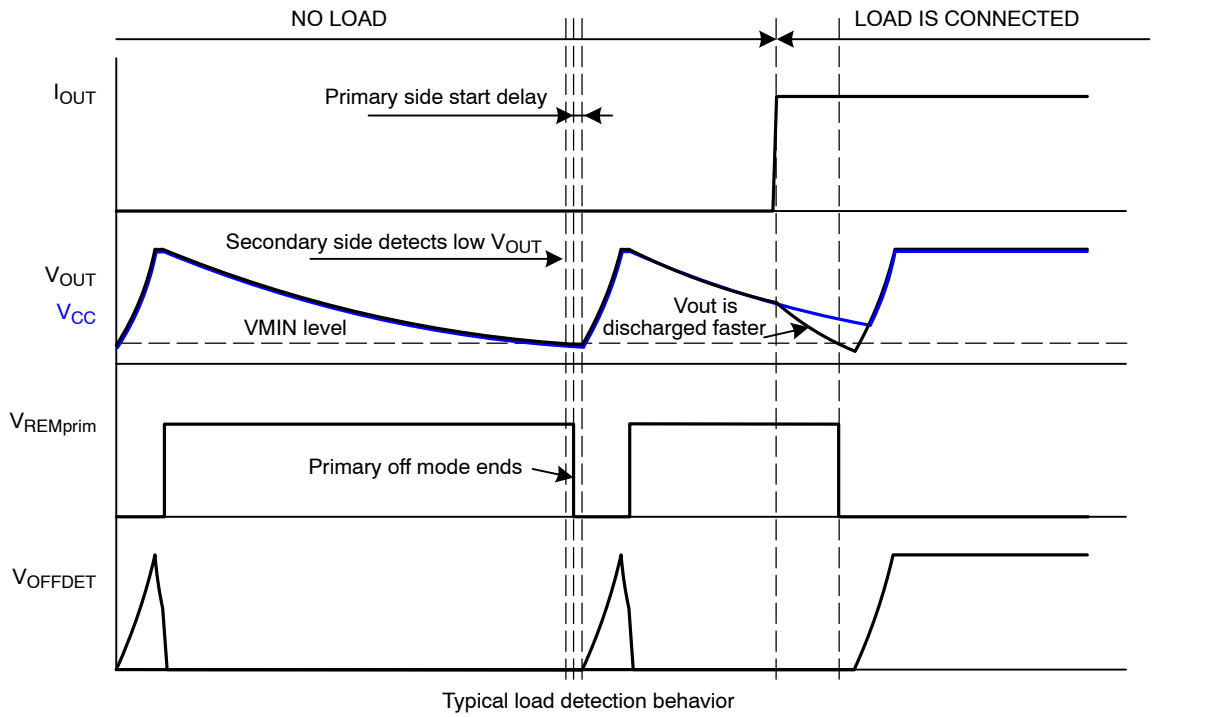 NO LOAD
LOAD IS CONNECTED
IOUT
Primary side start delay
Secondary side detects low VOUT
VOUT
VCC
VMIN level
Vout is
discharged faster
VREMprim
Primary off mode ends
VOFFDET
Typical load detection behavior